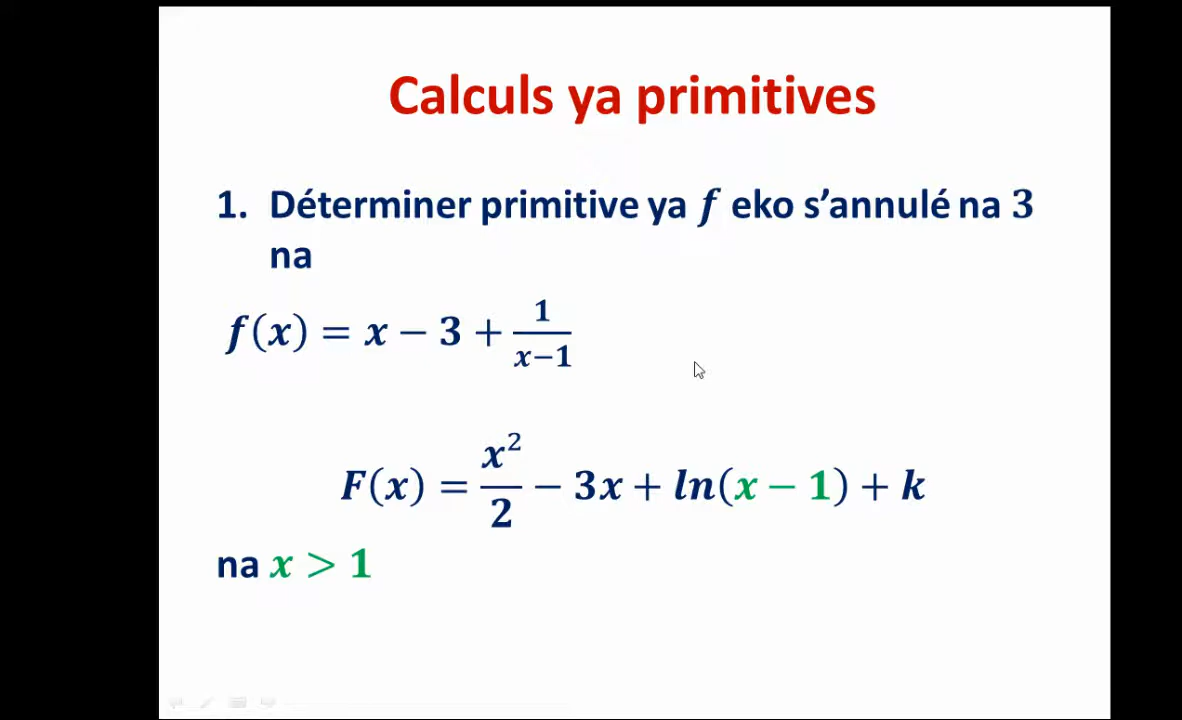 Calculs ya primitives
1. Déterminer primitive ya f eko s’annulé na 3
na
f(x) = x − 3 + 1/(x−1)
F(x) = x²/2 − 3x + ln(x − 1) + k
na x > 1